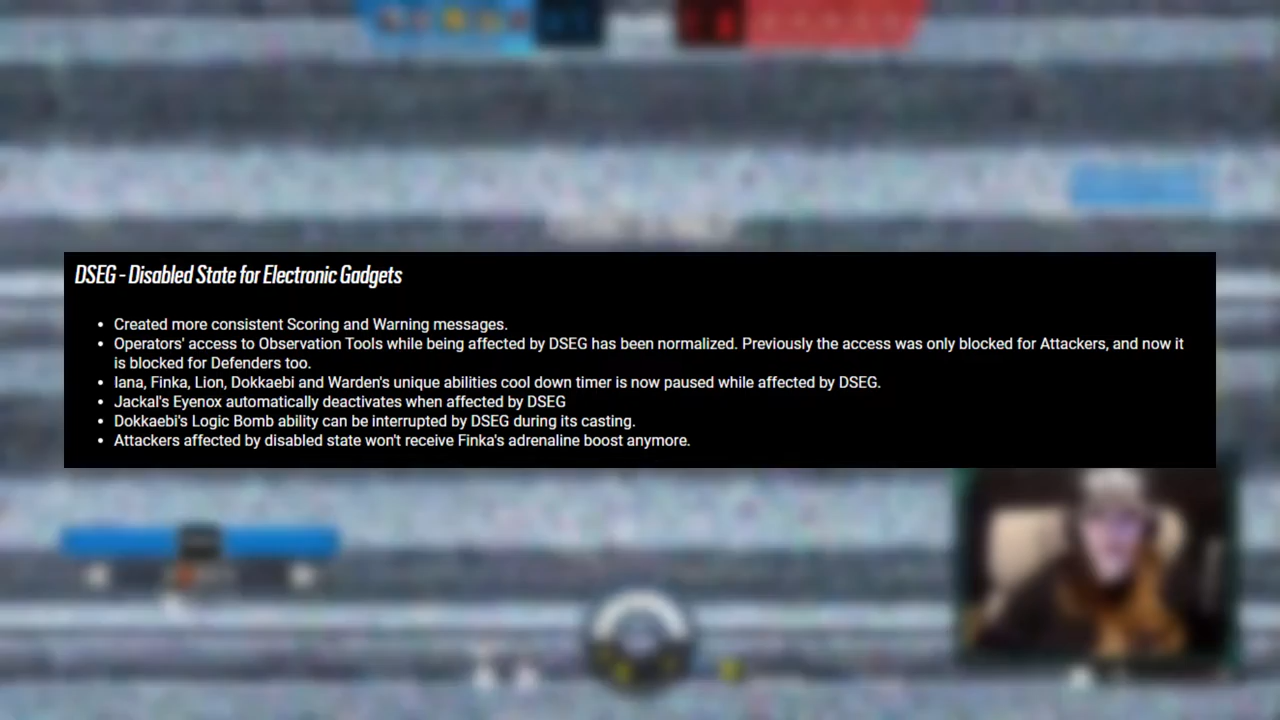 DSEG - Disabled State for Electronic Gadgets
• Created more consistent Scoring and Warning messages.
• Operators' access to Observation Tools while being affected by DSEG has been normalized. Previously the access was only blocked for Attackers, and now it
is blocked for Defenders too.
• Iana, Finka, Lion, Dokkaebi and Warden's unique abilities cool down timer is now paused while affected by DSEG.
• Jackal's Eyenox automatically deactivates when affected by DSEG
• Dokkaebi's Logic Bomb ability can be interrupted by DSEG during its casting.
• Attackers affected by disabled state won't receive Finka's adrenaline boost anymore.